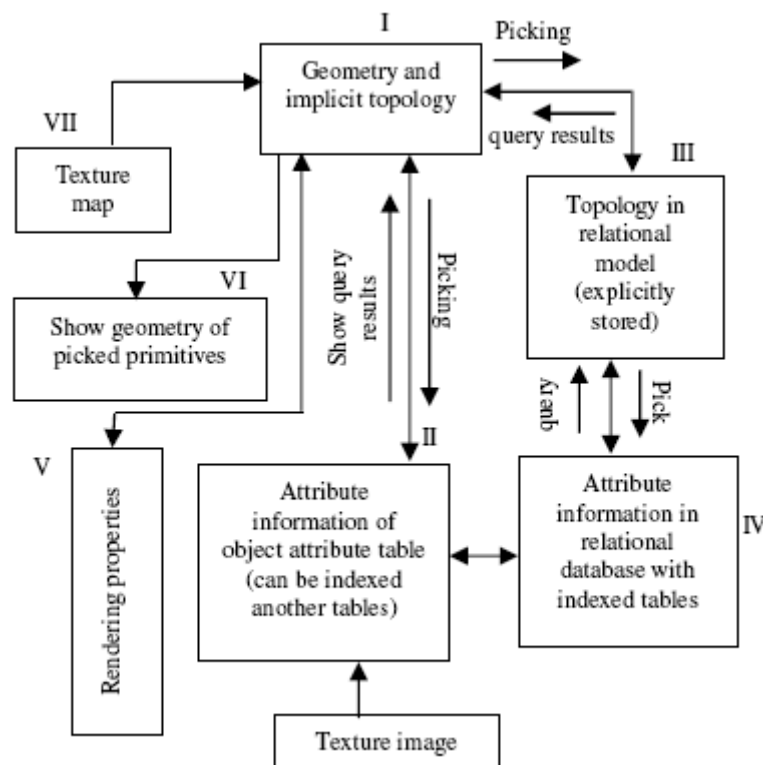 I
Picking
Geometry and
implicit topology
VII
query results
III
Texture
map
Topology in
relational
model
(explicitly
stored)
VI
Show query
results
Picking
Show geometry of
picked primitives
query
Pick
V
II
Attribute
information of
object attribute table
(can be indexed
another tables)
Attribute
information in
relational
database with
indexed tables
IV
Rendering properties
Texture image